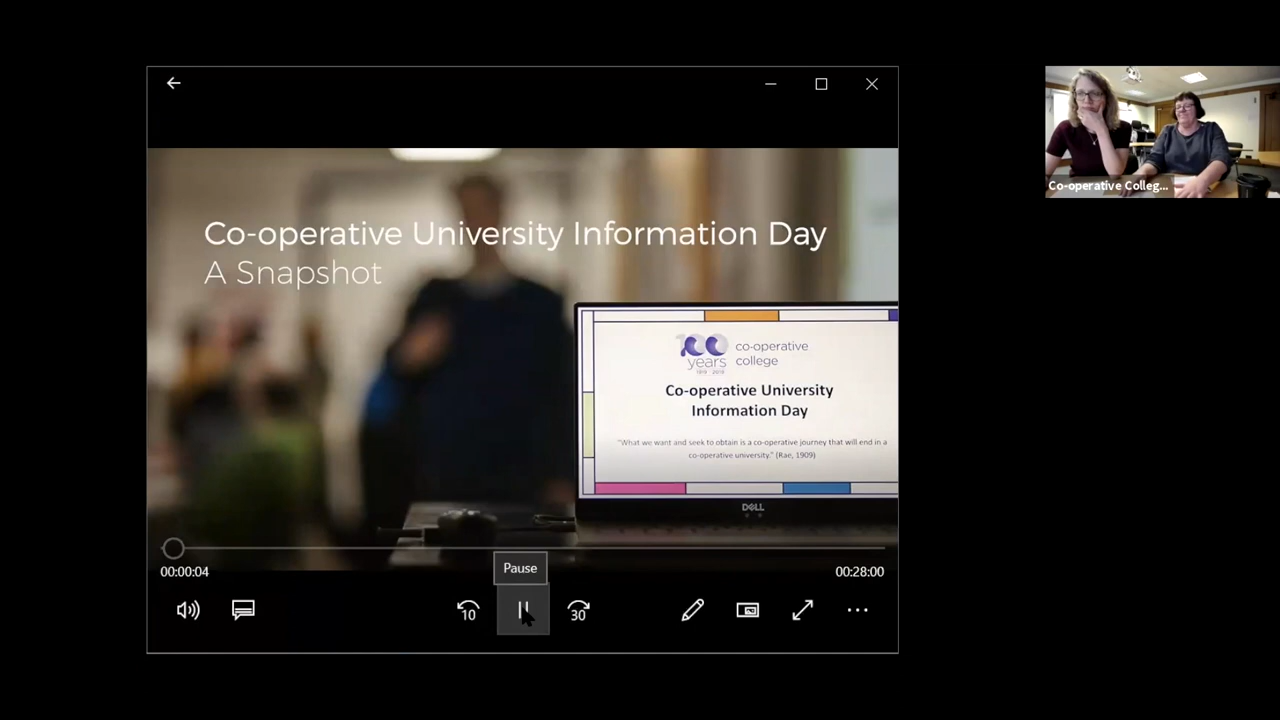 Co-operative University Information Day
A Snapshot
100
years
1919 - 2019
co-operative
college
Co-operative University
Information Day
"What we want and seek to obtain is a co-operative journey that will end in a
co-operative university." (Rae, 1909)
DELL
Pause
00:00:04
00:28:00
10
30
Co-operative Colleg...